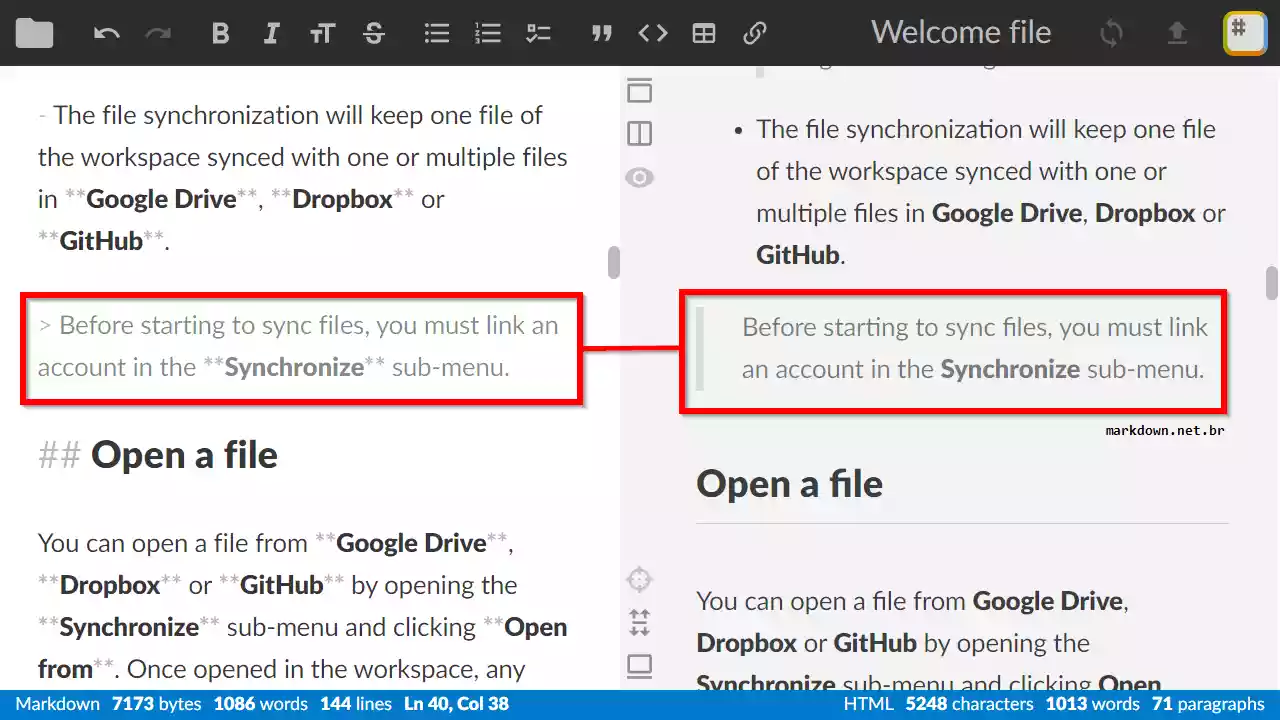 Welcome file
- The file synchronization will keep one file of
the workspace synced with one or multiple files
in **Google Drive**, **Dropbox** or
**GitHub**.
> Before starting to sync files, you must link an
account in the **Synchronize** sub-menu.
## Open a file
You can open a file from **Google Drive**,
**Dropbox** or **GitHub** by opening the
**Synchronize** sub-menu and clicking **Open
from**. Once opened in the workspace, any
• The file synchronization will keep one file
of the workspace synced with one or
multiple files in Google Drive, Dropbox or
GitHub.
Before starting to sync files, you must link
an account in the Synchronize sub-menu.
markdown.net.br
Open a file
You can open a file from Google Drive,
Dropbox or GitHub by opening the
Synchronize sub-menu and clicking Open
Markdown 7173 bytes 1086 words 144 lines Ln 40, Col 38
HTML 5248 characters 1013 words 71 paragraphs